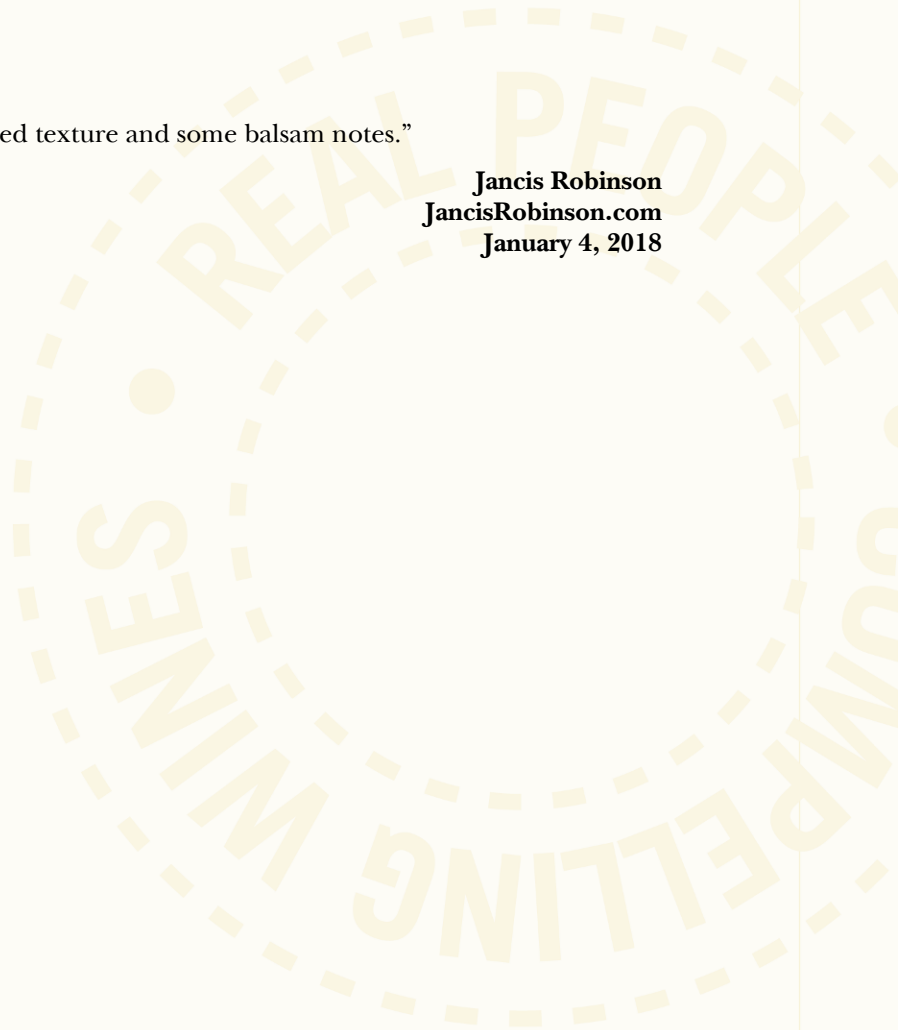 ed texture and some balsam notes.”
Jancis Robinson
JancisRobinson.com
January 4, 2018
REAL PEOPLE • COMPELLING WINES •